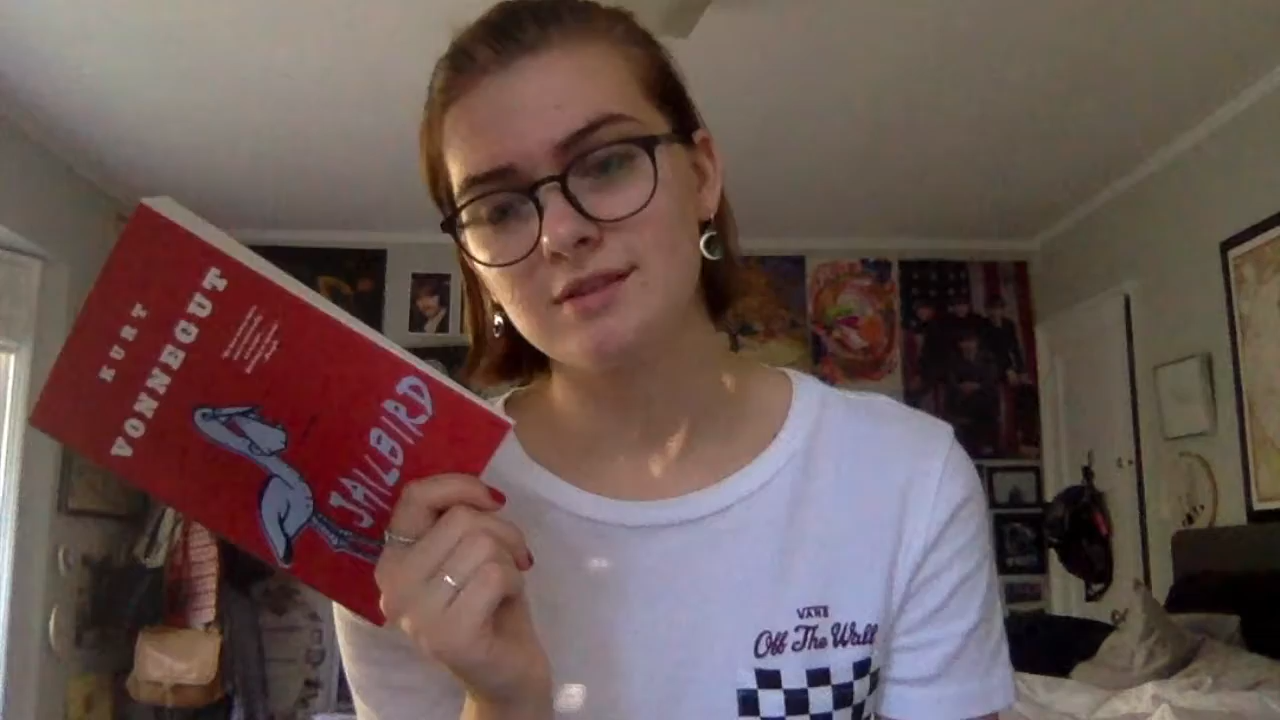 KURT
VONNEGUT
JAILBIRD
VANS
Off The Wall